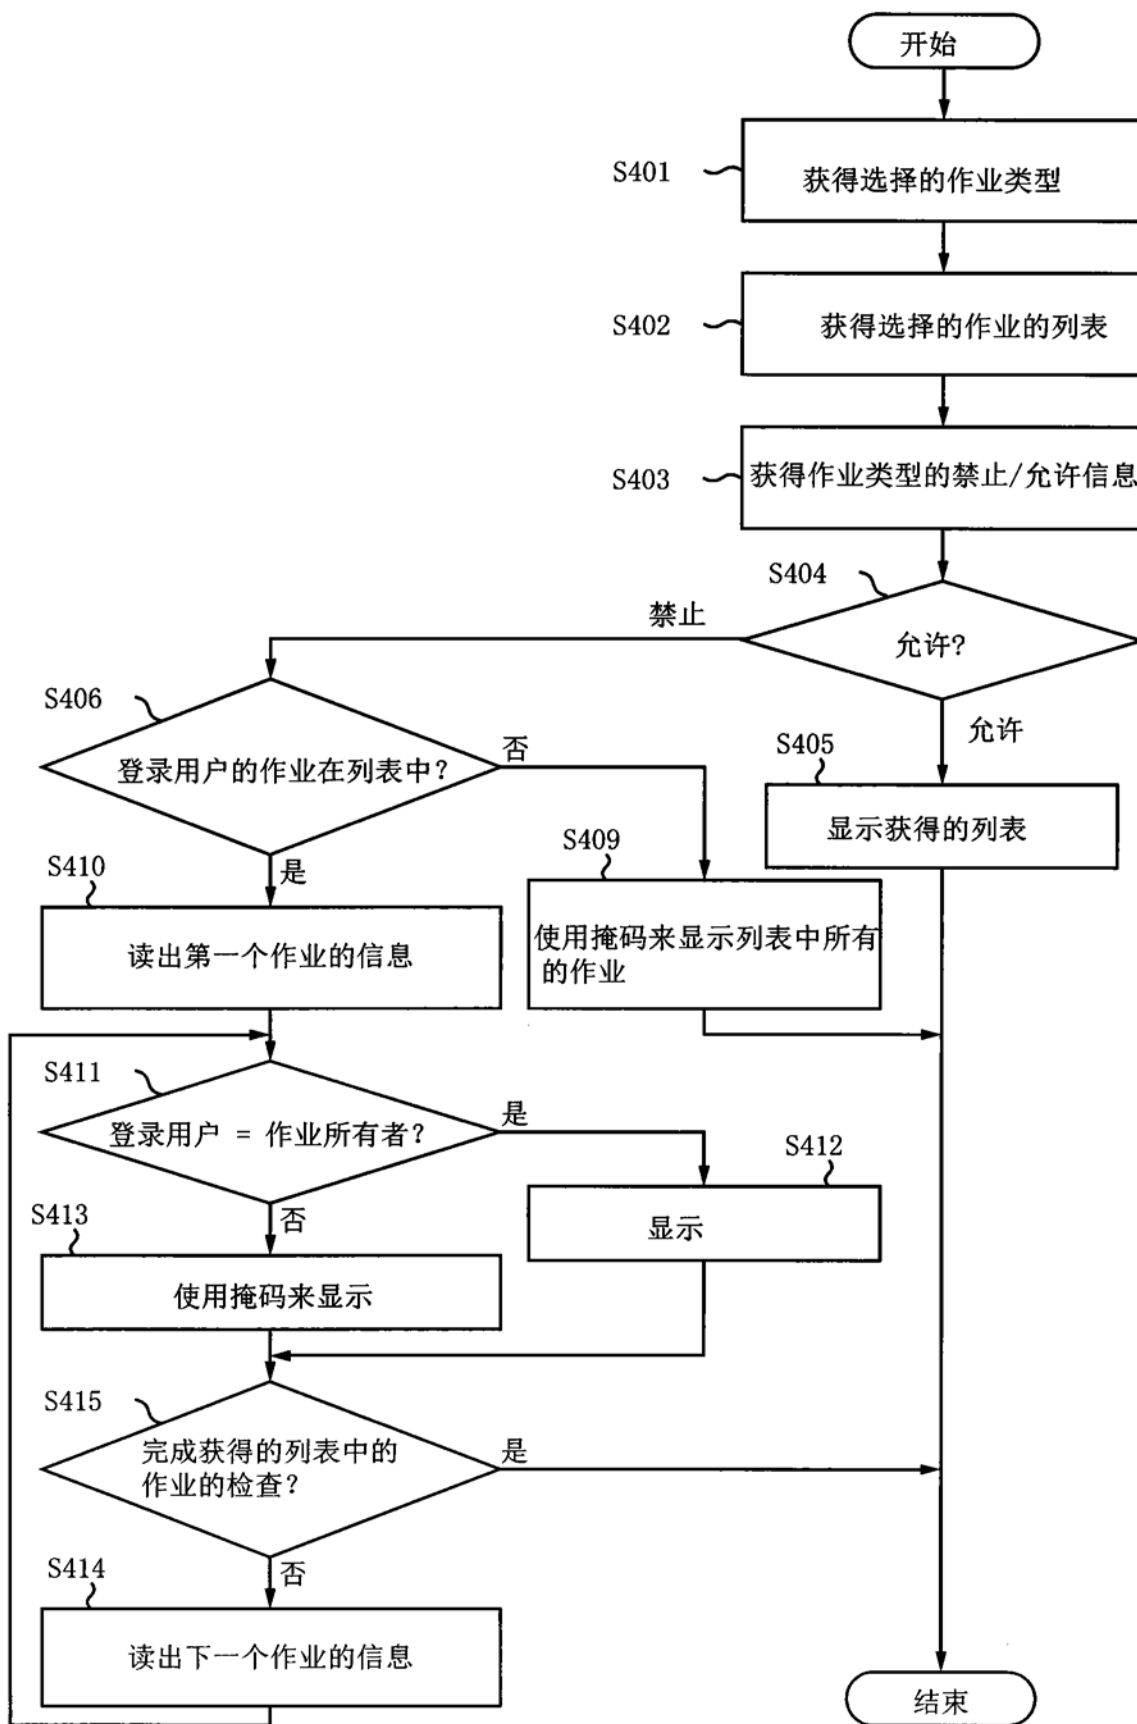 开始
S401
获得选择的作业类型
S402
获得选择的作业的列表
S403
获得作业类型的禁止/允许信息
S404
禁止
允许?
S406
允许
登录用户的作业在列表中?
否
S405
显示获得的列表
S410
是
S409
读出第一个作业的信息
使用掩码来显示列表中所有
的作业
S411
登录用户 = 作业所有者?
是
S412
S413
否
显示
使用掩码来显示
S415
完成获得的列表中的
作业的检查?
是
S414
否
读出下一个作业的信息
结束